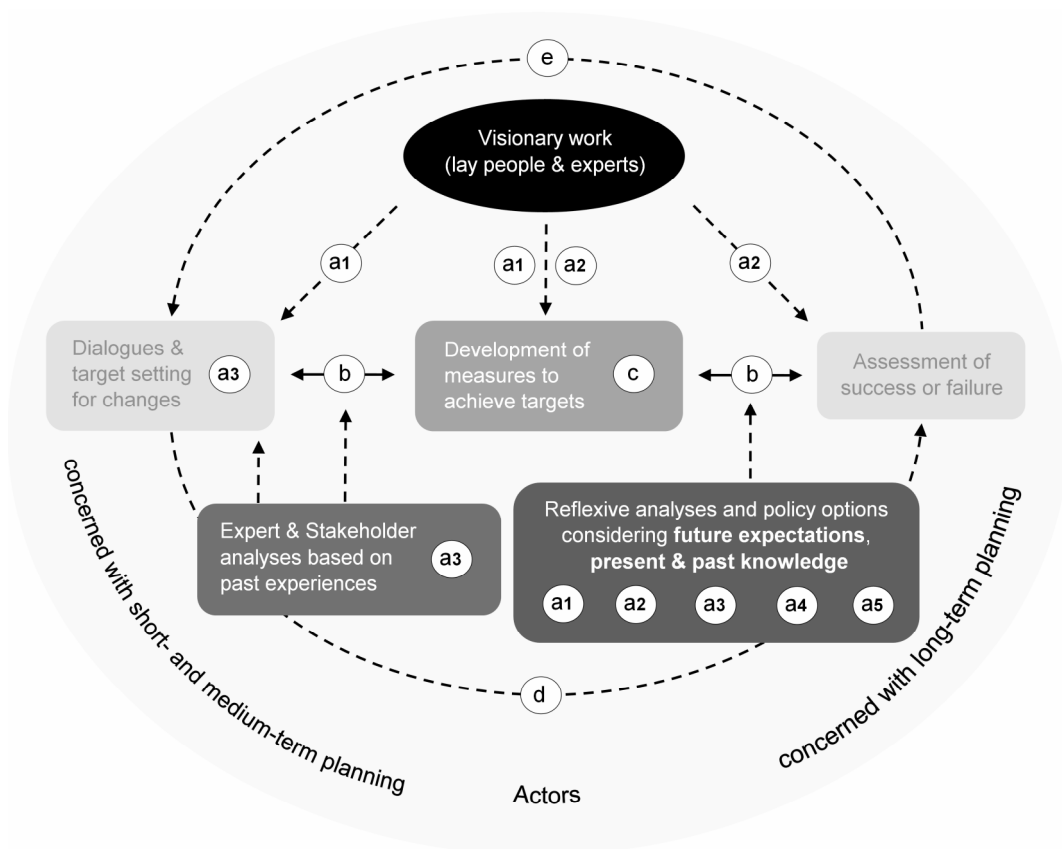 e
Visionary work
(lay people & experts)
a1
a1
a2
a2
Dialogues &
target setting
for changes
a3
b
Development of
measures to
achieve targets
c
b
Assessment of
success or failure
Expert & Stakeholder
analyses based on
past experiences
a3
Reflexive analyses and policy options
considering future expectations,
present & past knowledge
a1
a2
a3
a4
a5
d
concerned with short- and medium-term planning
Actors
concerned with long-term planning